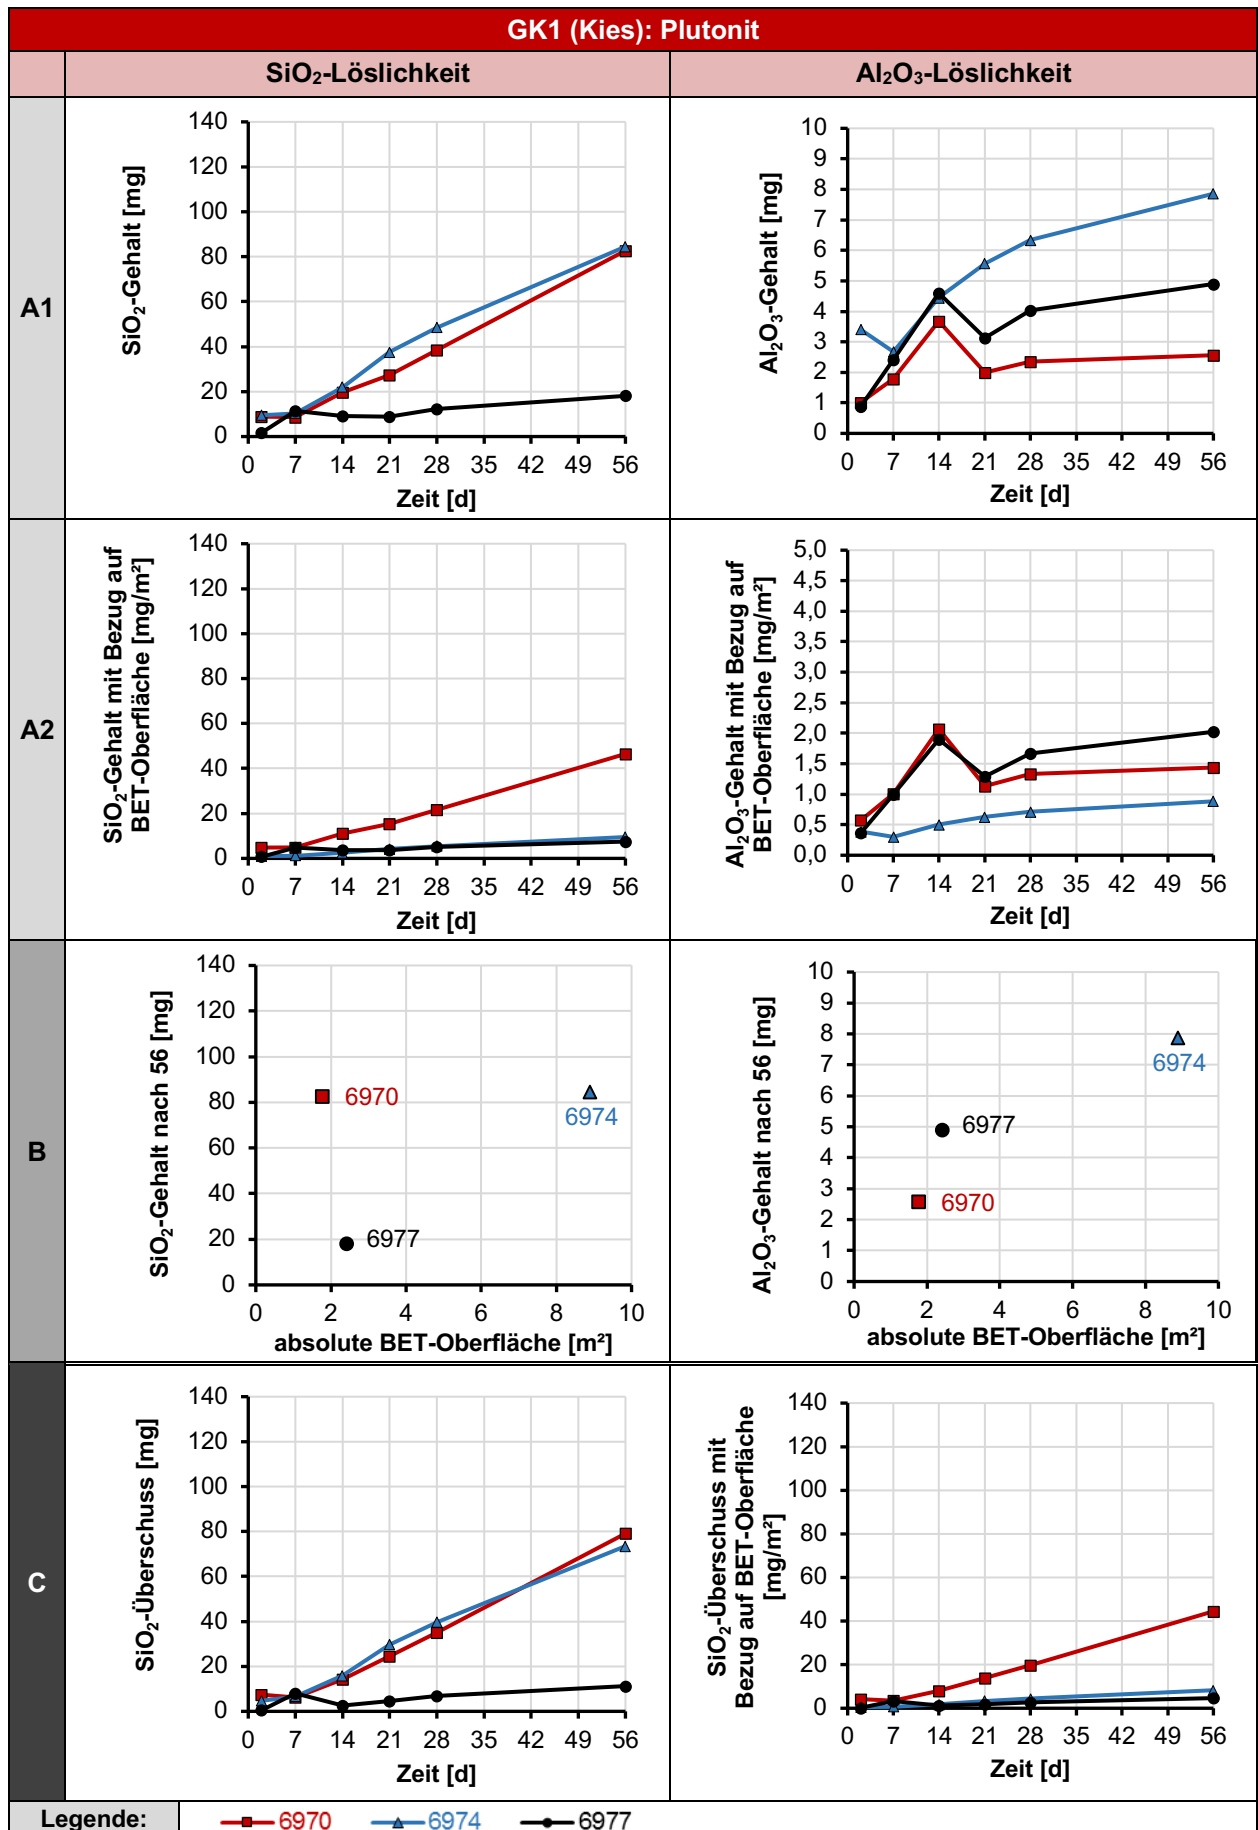 GK1 (Kies): Plutonit
SiO₂-Löslichkeit
Al₂O₃-Löslichkeit
A1
SiO₂-Gehalt [mg]
140
120
100
80
60
40
20
0
0 7 14 21 28 35 42 49 56
Zeit [d]
Al₂O₃-Gehalt [mg]
10
9
8
7
6
5
4
3
2
1
0
0 7 14 21 28 35 42 49 56
Zeit [d]
A2
SiO₂-Gehalt mit Bezug auf
BET-Oberfläche [mg/m²]
140
120
100
80
60
40
20
0
0 7 14 21 28 35 42 49 56
Zeit [d]
Al₂O₃-Gehalt mit Bezug auf
BET-Oberfläche [mg/m²]
5,0
4,5
4,0
3,5
3,0
2,5
2,0
1,5
1,0
0,5
0,0
0 7 14 21 28 35 42 49 56
Zeit [d]
B
SiO₂-Gehalt nach 56 [mg]
140
120
100
80
60
40
20
0
6970
6974
6977
0 2 4 6 8 10
absolute BET-Oberfläche [m²]
Al₂O₃-Gehalt nach 56 [mg]
10
9
8
7
6
5
4
3
2
1
0
6974
6977
6970
0 2 4 6 8 10
absolute BET-Oberfläche [m²]
C
SiO₂-Überschuss [mg]
140
120
100
80
60
40
20
0
0 7 14 21 28 35 42 49 56
Zeit [d]
SiO₂-Überschuss mit
Bezug auf BET-Oberfläche
[mg/m²]
140
120
100
80
60
40
20
0
0 7 14 21 28 35 42 49 56
Zeit [d]
Legende: 6970 6974 6977